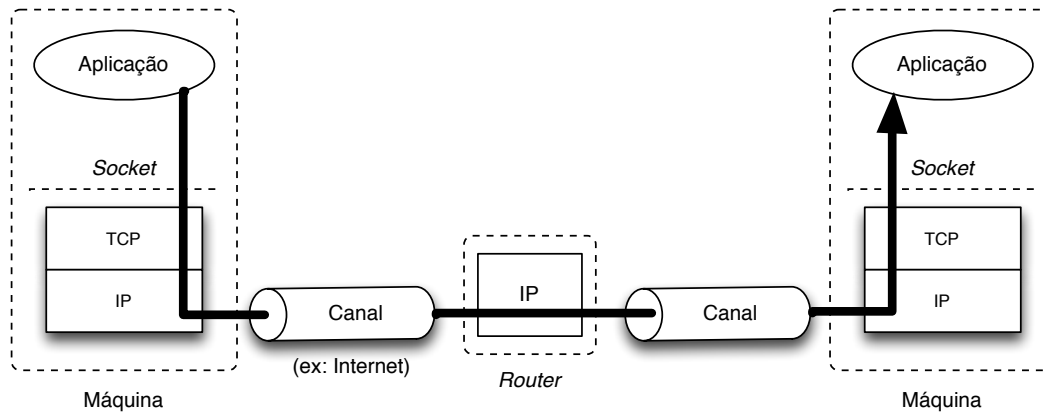 Aplicação
Aplicação
Socket
Socket
TCP
TCP
IP
IP
IP
Canal
Canal
(ex: Internet)
Router
Máquina
Máquina